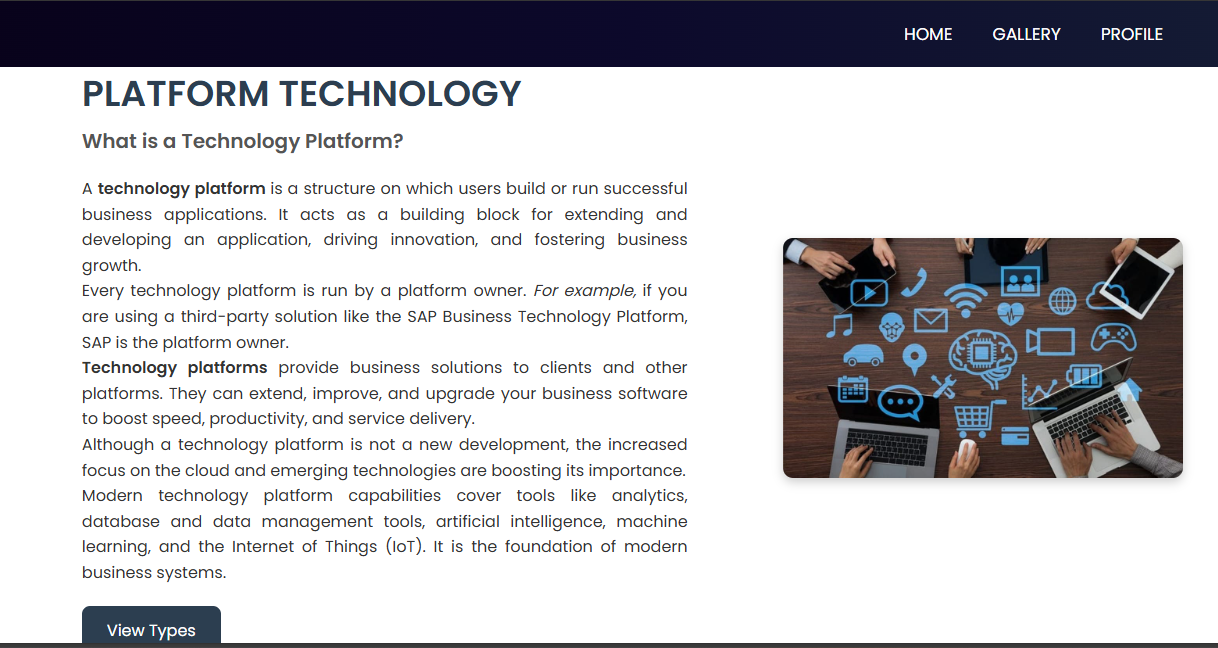 HOME GALLERY PROFILE
PLATFORM TECHNOLOGY
What is a Technology Platform?
A technology platform is a structure on which users build or run successful
business applications. It acts as a building block for extending and
developing an application, driving innovation, and fostering business
growth.
Every technology platform is run by a platform owner. For example, if you
are using a third-party solution like the SAP Business Technology Platform,
SAP is the platform owner.
Technology platforms provide business solutions to clients and other
platforms. They can extend, improve, and upgrade your business software
to boost speed, productivity, and service delivery.
Although a technology platform is not a new development, the increased
focus on the cloud and emerging technologies are boosting its importance.
Modern technology platform capabilities cover tools like analytics,
database and data management tools, artificial intelligence, machine
learning, and the Internet of Things (IoT). It is the foundation of modern
business systems.
View Types